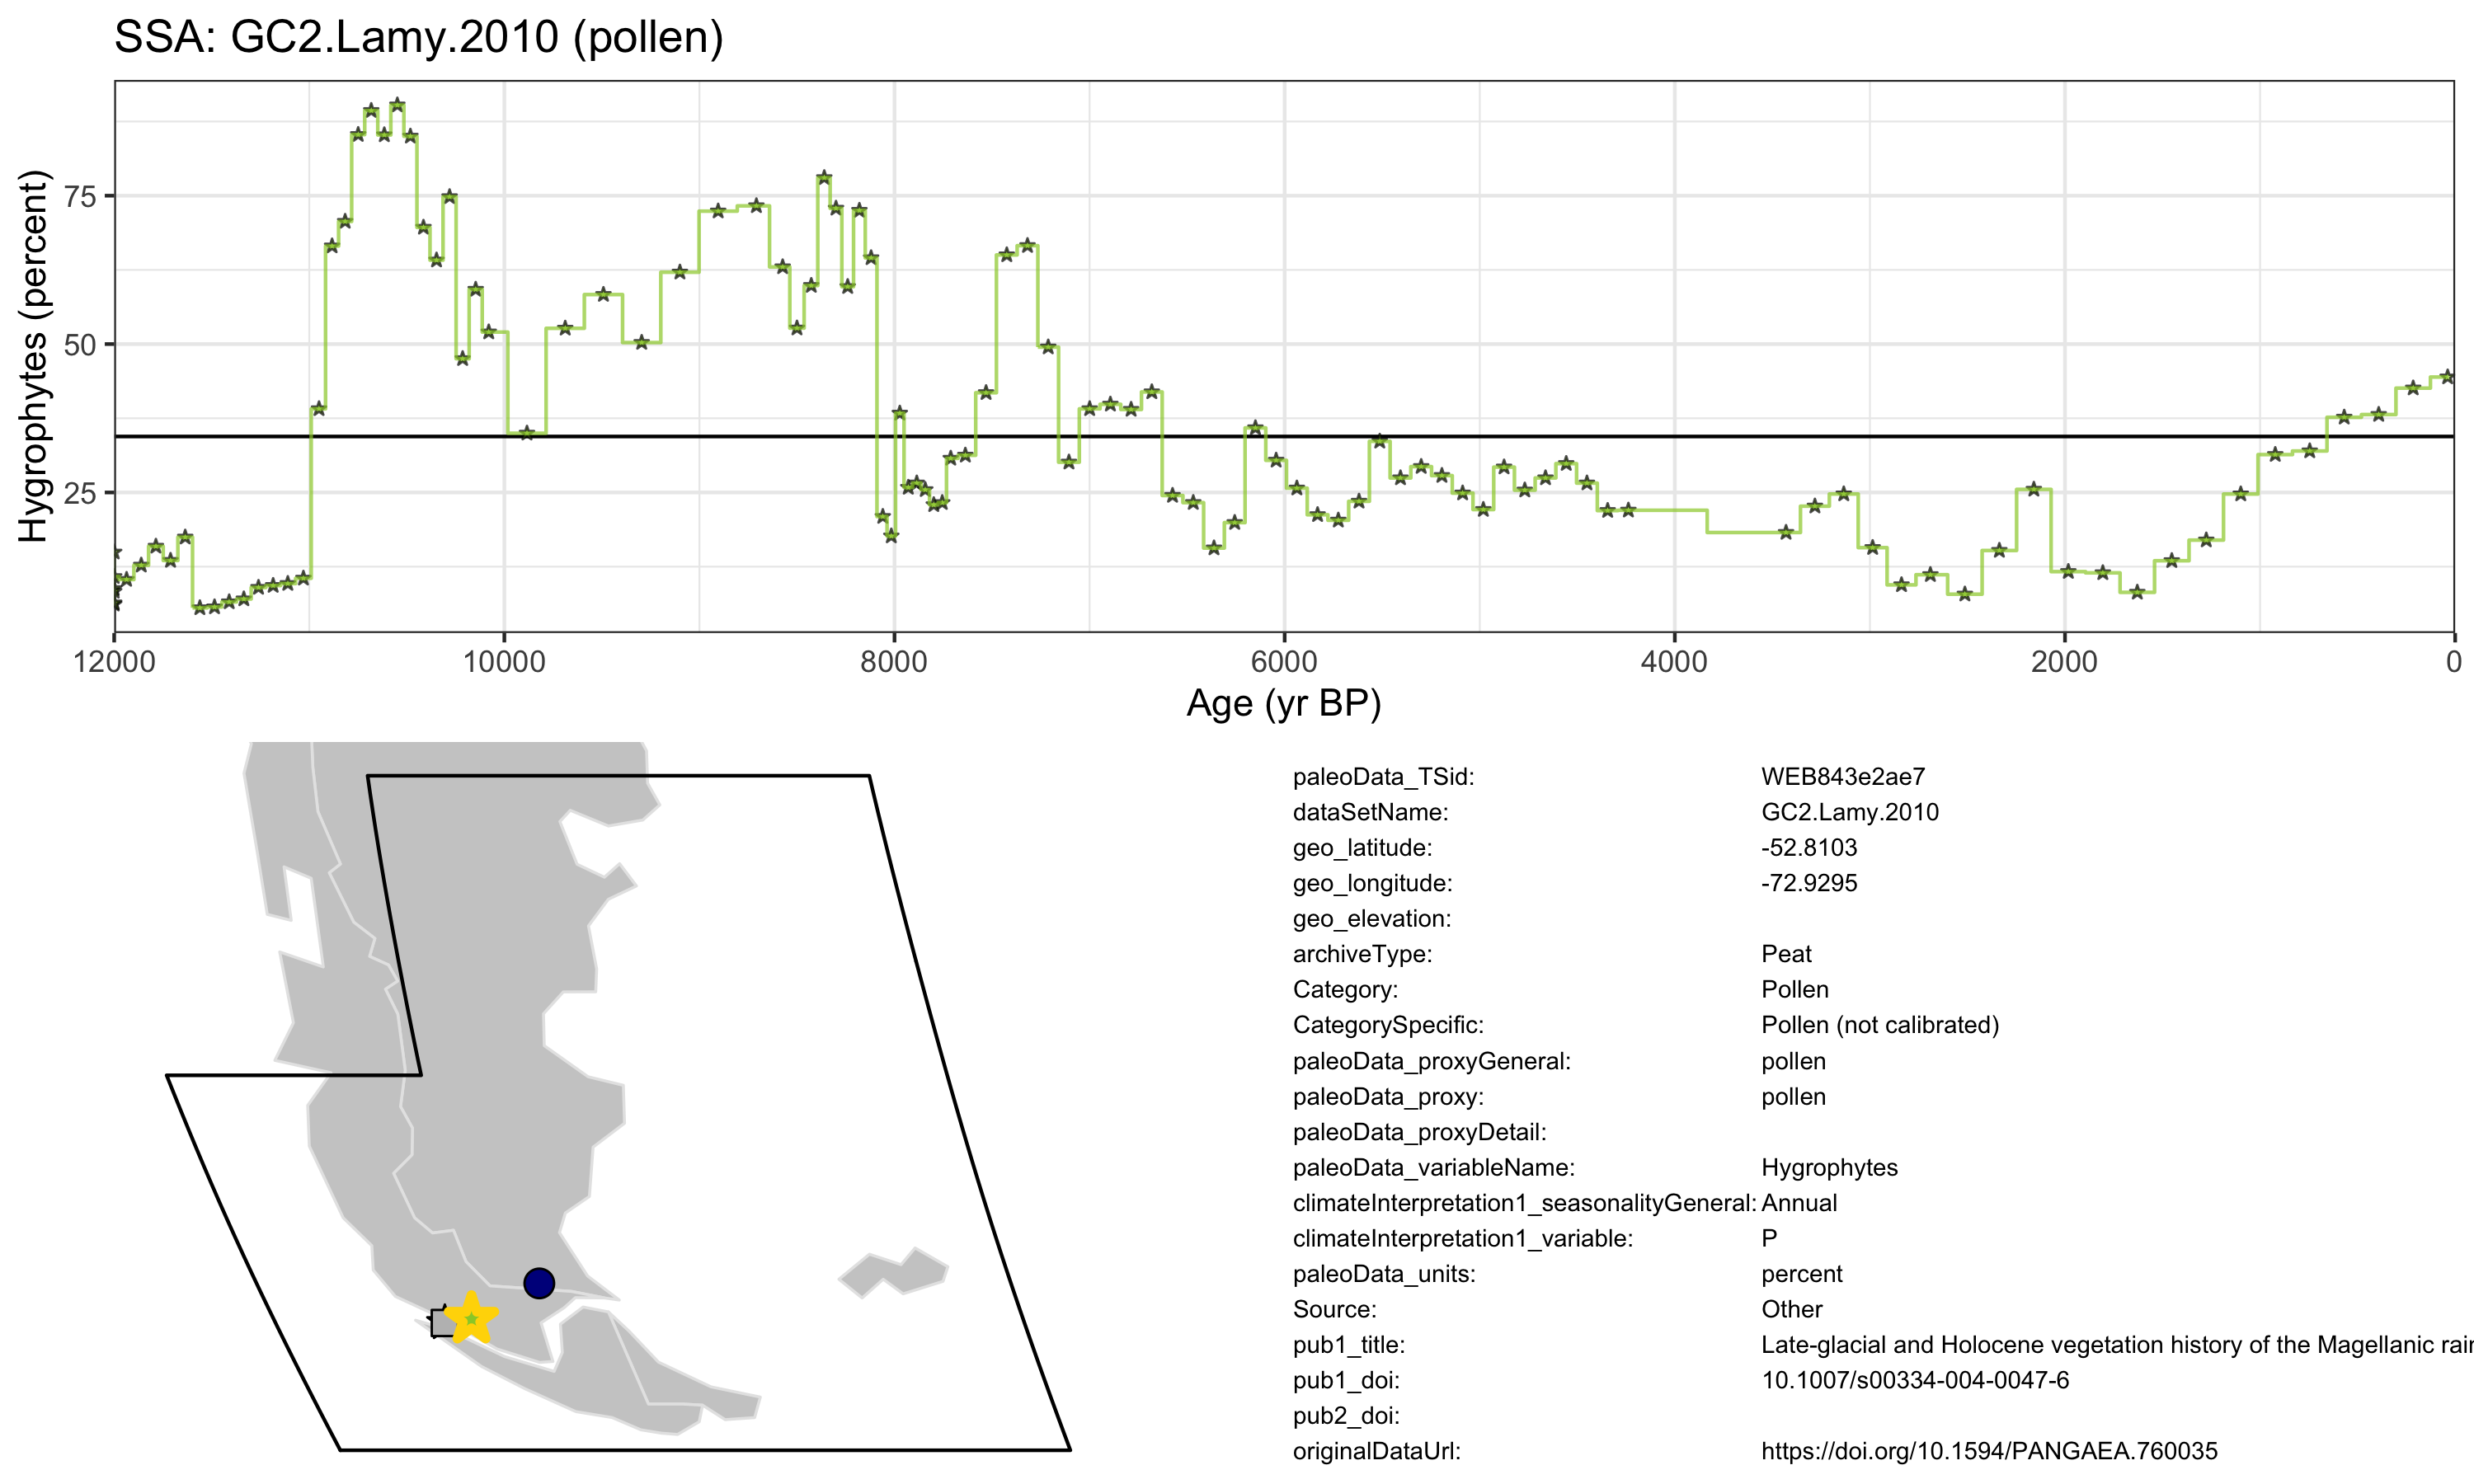 SSA: GC2.Lamy.2010 (pollen)
Hygrophytes (percent)
75
50
25
12000 10000 8000 6000 4000 2000 0
Age (yr BP)
paleoData_TSid: WEB843e2ae7
dataSetName: GC2.Lamy.2010
geo_latitude: -52.8103
geo_longitude: -72.9295
geo_elevation:
archiveType: Peat
Category: Pollen
CategorySpecific: Pollen (not calibrated)
paleoData_proxyGeneral: pollen
paleoData_proxy: pollen
paleoData_proxyDetail:
paleoData_variableName: Hygrophytes
climateInterpretation1_seasonalityGeneral: Annual
climateInterpretation1_variable: P
paleoData_units: percent
Source: Other
pub1_title: Late-glacial and Holocene vegetation history of the Magellanic
pub1_doi: 10.1007/s00334-004-0047-6
pub2_doi:
originalDataUrl: https://doi.org/10.1594/PANGAEA.760035